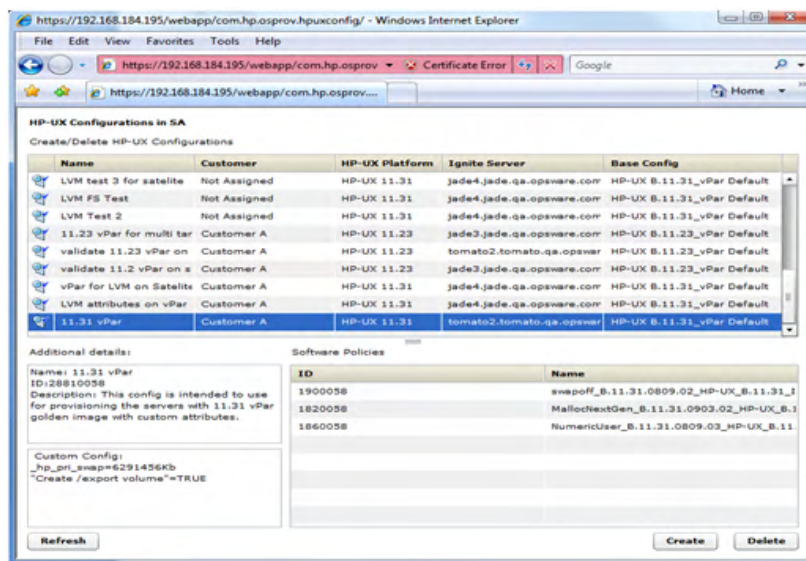 https://192.168.184.195/webapp/com.hp.osprov.hpuxconfig/ - Windows Internet Explorer
File Edit View Favorites Tools Help
https://192.168.184.195/webapp/com.hp.osprov Certificate Error Google
https://192.168.184.195/webapp/com.hp.osprov.... Home
HP-UX Configurations in SA
Create/Delete HP-UX Configurations
Name Customer HP-UX Platform Ignite Server Base Config
LVM test 3 for satelite Not Assigned HP-UX 11.31 jade4.jade.qa.opsware.com HP-UX B.11.31_vPar Default
LVM FS Test Not Assigned HP-UX 11.31 jade4.jade.qa.opsware.com HP-UX B.11.31_vPar Default
LVM Test 2 Not Assigned HP-UX 11.31 jade4.jade.qa.opsware.com HP-UX B.11.31_vPar Default
11.23 vPar for multi tar Customer A HP-UX 11.23 jade4.jade.qa.opsware.com HP-UX B.11.23_vPar Default
validate 11.23 vPar on Customer A HP-UX 11.23 tomato2.tomato.qa.opswar HP-UX B.11.23_vPar Default
validate 11.2 vPar on s Customer A HP-UX 11.23 jade4.jade.qa.opsware.com HP-UX B.11.23_vPar Default
vPar for LVM on Satelite Customer A HP-UX 11.31 jade4.jade.qa.opsware.com HP-UX B.11.31_vPar Default
LVM attributes on vPar Customer A HP-UX 11.31 jade4.jade.qa.opsware.com HP-UX B.11.31_vPar Default
11.31 vPar Customer A HP-UX 11.31 tomato2.tomato.qa.opswar HP-UX B.11.31_vPar Default
Additional details: Software Policies
Name: 11.31 vPar
ID:28810058
Description: This config is intended to use
for provisioning the servers with 11.31 vPar
golden image with custom attributes.
ID Name
1900058 swapoff_B.11.31.0809.02_HP-UX_B.11.31_I
1820058 MallocNextGen_B.11.31.0903.02_HP-UX_B.1
1860058 NumericUser_B.11.31.0809.03_HP-UX_B.11.
Custom Config:
_hp_pri_swap=6291456Kb
"Create /export volume"=TRUE
Refresh Create Delete